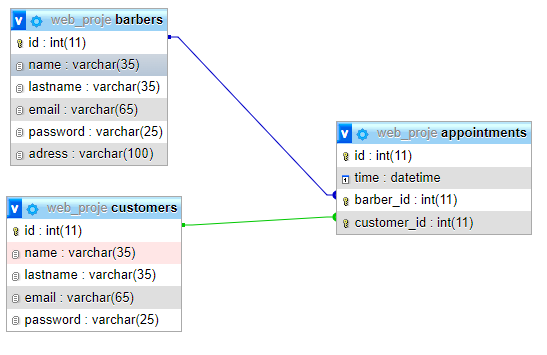 web_proje barbers
id : int(11)
name : varchar(35)
lastname : varchar(35)
email : varchar(65)
password : varchar(25)
adress : varchar(100)
web_proje customers
id : int(11)
name : varchar(35)
lastname : varchar(35)
email : varchar(65)
password : varchar(25)
web_proje appointments
id : int(11)
time : datetime
barber_id : int(11)
customer_id : int(11)